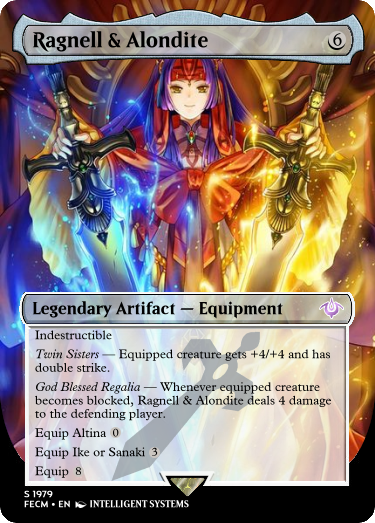 Ragnell & Alondite 6
Legendary Artifact — Equipment
Indestructible
Twin Sisters — Equipped creature gets +4/+4 and has
double strike.
God Blessed Regalia — Whenever equipped creature
becomes blocked, Ragnell & Alondite deals 4 damage
to the defending player.
Equip Altina 0
Equip Ike or Sanaki 3
Equip 8
S 1979
FECM • EN INTELLIGENT SYSTEMS